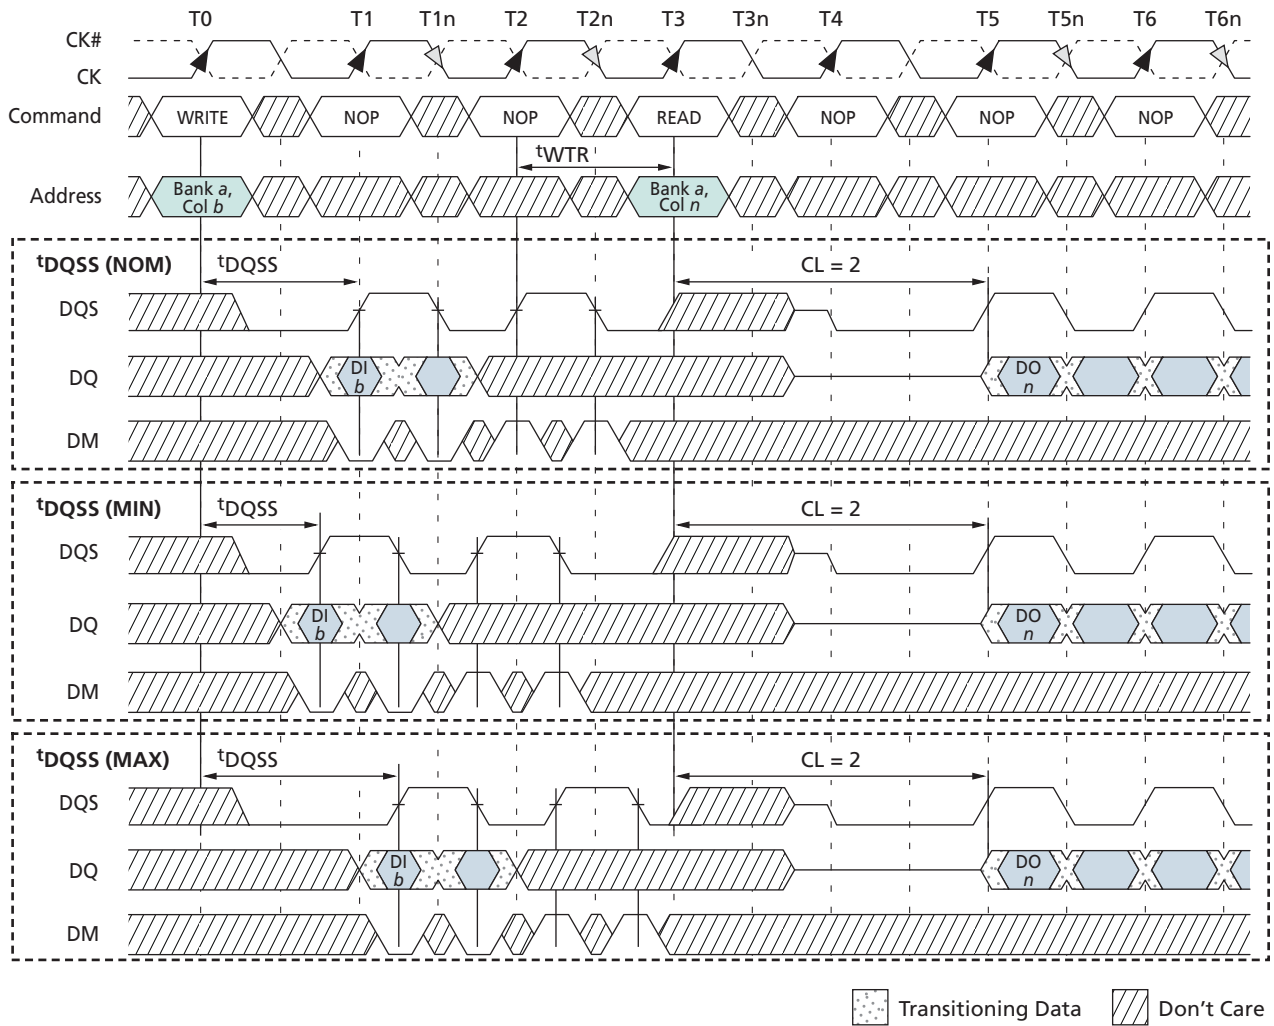 T0 T1 T1n T2 T2n T3 T3n T4 T5 T5n T6 T6n
CK#
CK
Command WRITE NOP NOP READ NOP NOP NOP
tWTR
Address Bank a, Col b Bank a, Col n
tDQSS (NOM) tDQSS CL = 2
DQS
DQ DI b DO n
DM
tDQSS (MIN) tDQSS CL = 2
DQS
DQ DI b DO n
DM
tDQSS (MAX) tDQSS CL = 2
DQS
DQ DI b DO n
DM
Transitioning Data Don't Care